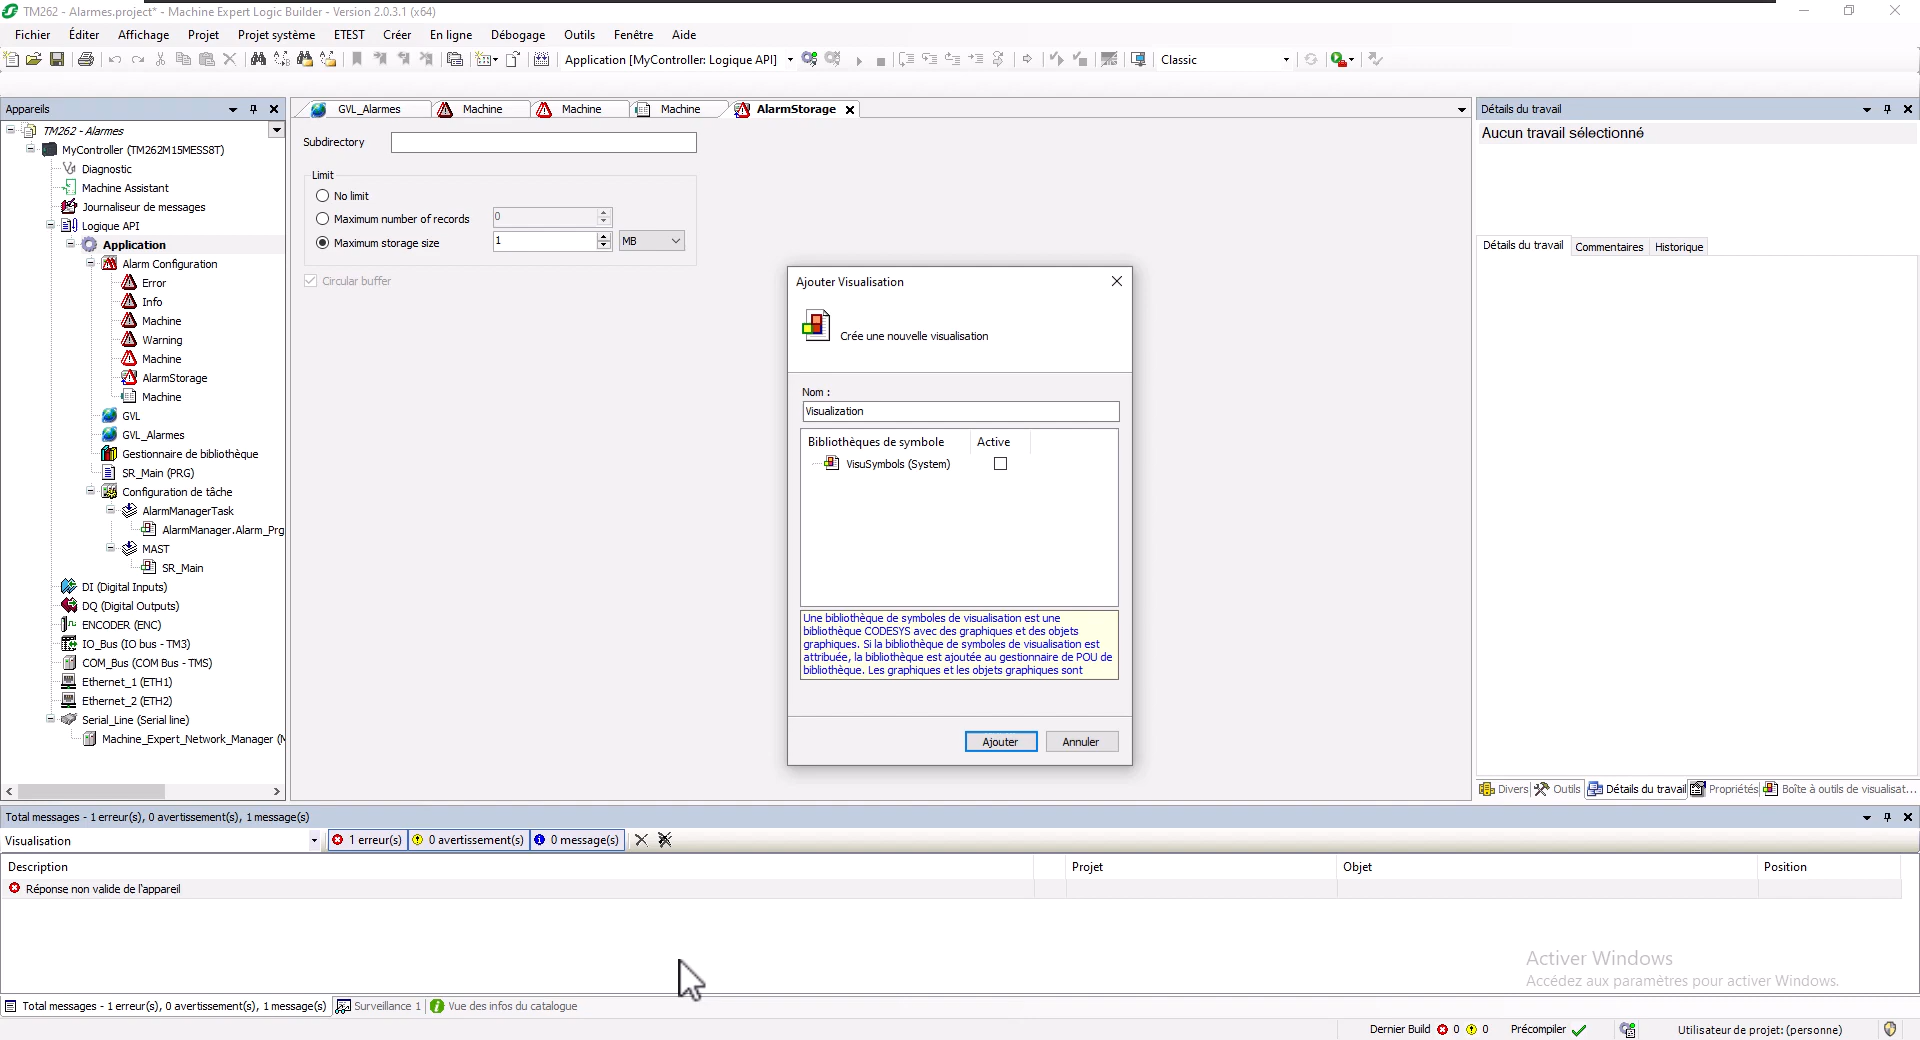 TM262 - Alarmes.project* - Machine Expert Logic Builder - Version 2.0.3.1 (x64)
Fichier Éditer Affichage Projet Projet système ETEST Créer En ligne Débogage Outils Fenêtre Aide
Application [MyController: Logique API] Classic
Appareils
GVL_Alarmes Machine Machine Machine AlarmStorage
Détails du travail
TM262 - Alarmes
MyController (TM262M15MESS8T)
Diagnostic
Machine Assistant
Journaliseur de messages
Logique API
Application
Alarm Configuration
Error
Info
Machine
Warning
Machine
AlarmStorage
Machine
GVL
GVL_Alarmes
Gestionnaire de bibliothèque
SR_Main (PRG)
Configuration de tâche
AlarmManagerTask
AlarmManager.Alarm_Prg
MAST
SR_Main
DI (Digital Inputs)
DQ (Digital Outputs)
ENCODER (ENC)
IO_Bus (IO bus - TM3)
COM_Bus (COM Bus - TMS)
Ethernet_1 (ETH1)
Ethernet_2 (ETH2)
Serial_Line (Serial line)
Machine_Expert_Network_Manager (M
Subdirectory
Limit
No limit
Maximum number of records 0
Maximum storage size 1 MB
Circular buffer
Ajouter Visualisation
Crée une nouvelle visualisation
Nom :
Visualization
Bibliothèques de symbole Active
VisuSymbols (System)
Une bibliothèque de symboles de visualisation est une
bibliothèque CODESYS avec des graphiques et des objets
graphiques. Si la bibliothèque de symboles de visualisation est
attribuée, la bibliothèque est ajoutée au gestionnaire de POU de
bibliothèque. Les graphiques et les objets graphiques sont
Ajouter Annuler
Aucun travail sélectionné
Détails du travail Commentaires Historique
Divers Outils Détails du travail Propriétés Boîte à outils de visualisat...
Total messages - 1 erreur(s), 0 avertissement(s), 1 message(s)
Visualisation 1 erreur(s) 0 avertissement(s) 0 message(s)
Description Projet Objet Position
Réponse non valide de l'appareil
Activer Windows
Accédez aux paramètres pour activer Windows.
Total messages - 1 erreur(s), 0 avertissement(s), 1 message(s) Surveillance 1 Vue des infos du catalogue
Dernier Build 0 0 Précompiler Utilisateur de projet: (personne)